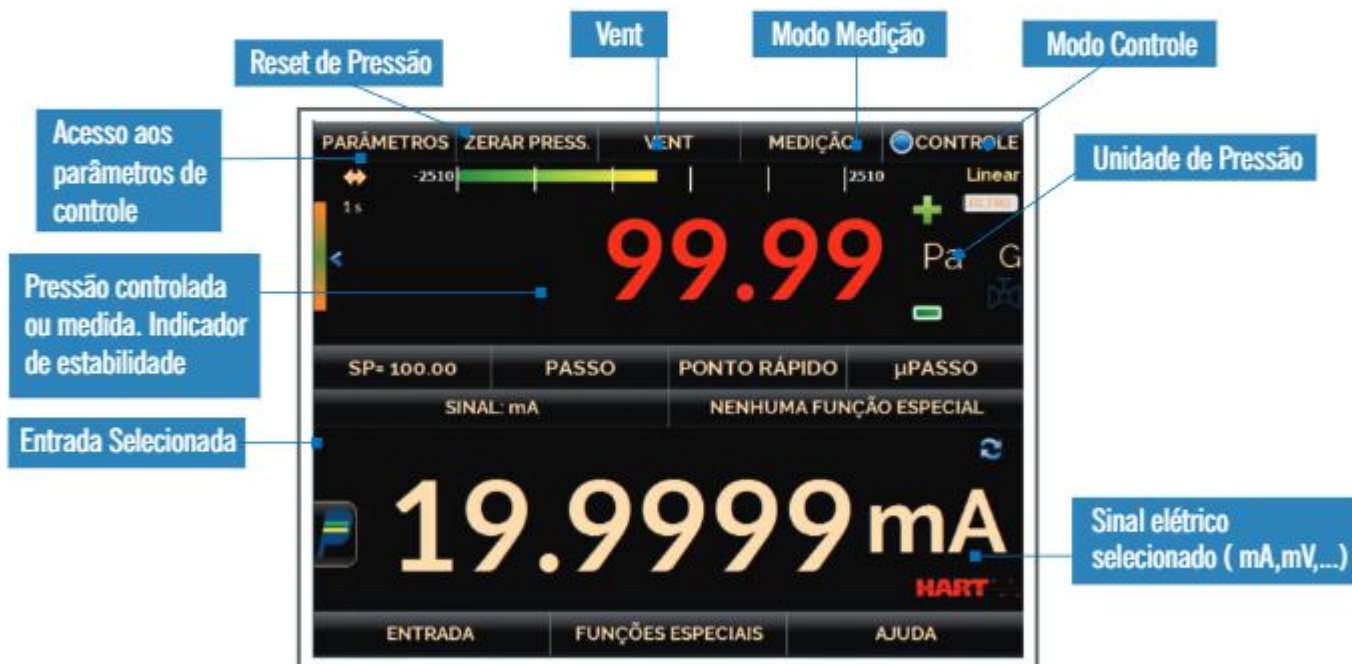 Vent
Modo Medição
Modo Controle
Reset de Pressão
Acesso aos
parâmetros de
controle
PARÂMETROS
ZERAR PRESS.
VENT
MEDIÇÃO
CONTROLE
Unidade de Pressão
-2510
2510
Linear
1 s
99.99
Pa
G
Pressão controlada
ou medida. Indicador
de estabilidade
SP= 100.00
PASSO
PONTO RÁPIDO
µPASSO
SINAL: mA
NENHUMA FUNÇÃO ESPECIAL
Entrada Selecionada
19.9999 mA
HART
Sinal elétrico
selecionado ( mA,mV,...)
ENTRADA
FUNÇÕES ESPECIAIS
AJUDA